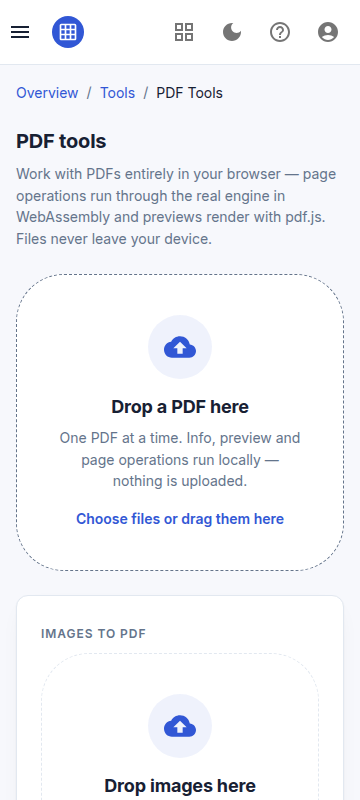 Overview / Tools / PDF Tools
PDF tools
Work with PDFs entirely in your browser — page
operations run through the real engine in
WebAssembly and previews render with pdf.js.
Files never leave your device.
Drop a PDF here
One PDF at a time. Info, preview and
page operations run locally —
nothing is uploaded.
Choose files or drag them here
IMAGES TO PDF
Drop images here